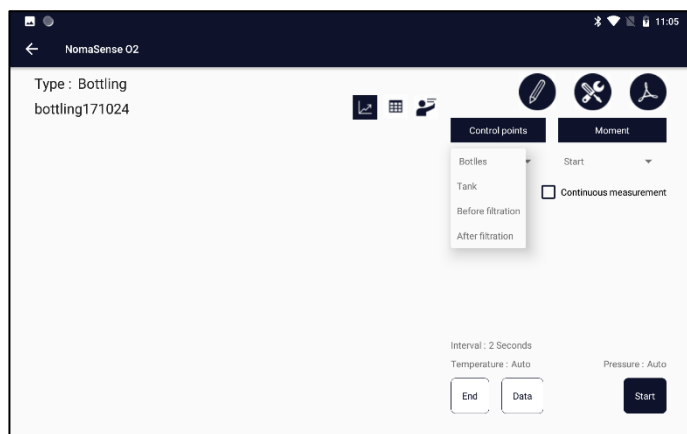 11:05
NomaSense O2
Type : Bottling
bottling171024
Control points
Moment
Botlles
Start
Tank
Continuous measurement
Before filtration
After filtration
Interval : 2 Seconds
Temperature : Auto
Pressure : Auto
End
Data
Start